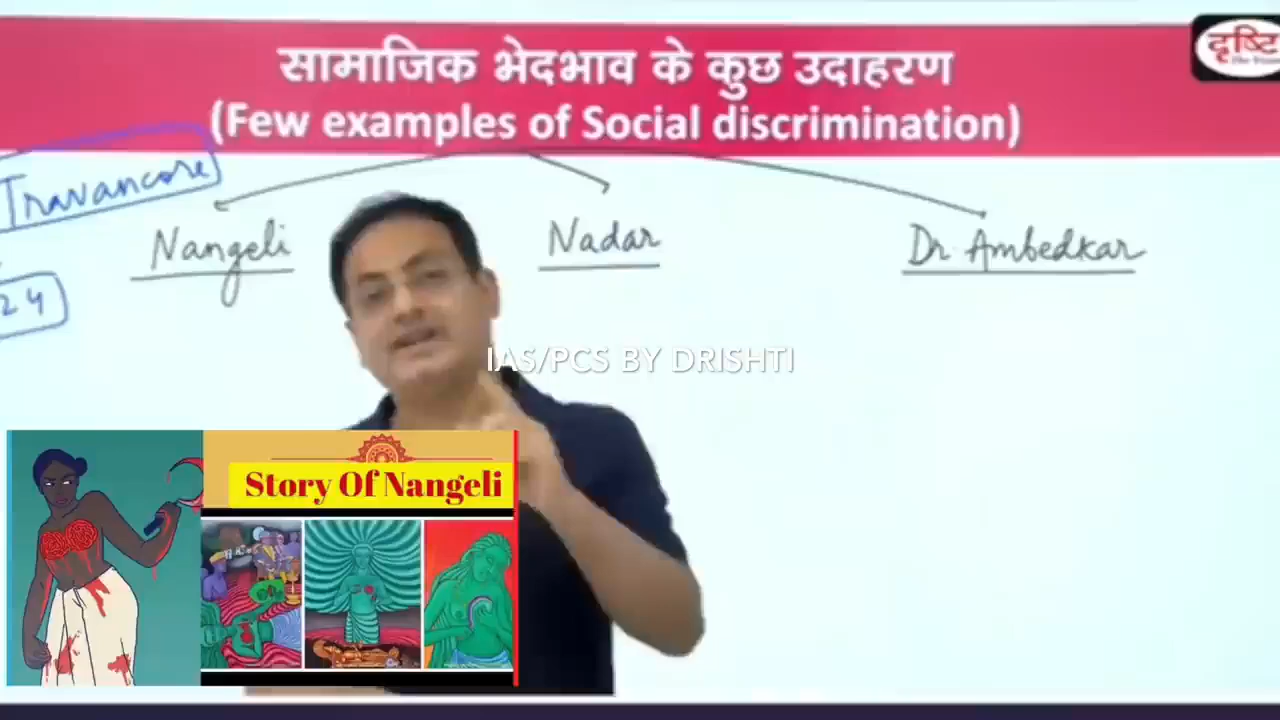 सामाजिक भेदभाव के कुछ उदाहरण
(Few examples of Social discrimination)
दृष्टि
Travancore
Nangeli
Nadar
Dr. Ambedkar
24
IAS/PCS BY DRISHTI
Story Of Nangeli